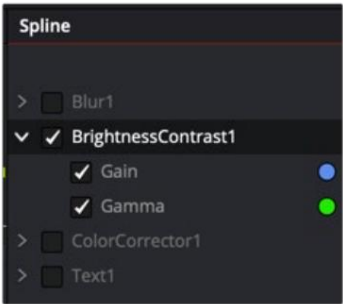 Spline
Blur1
BrightnessContrast1
Gain
Gamma
ColorCorrector1
Text1